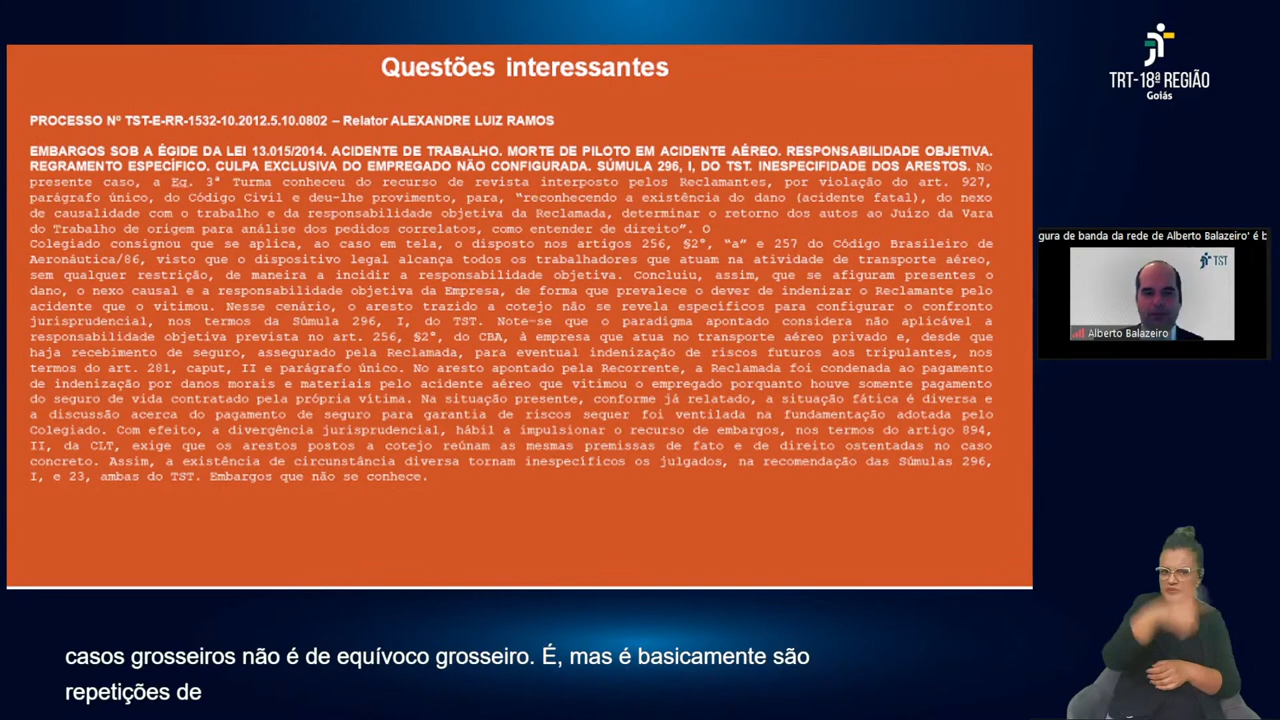 Questões interessantes
PROCESSO Nº TST-E-RR-1532-10.2012.5.10.0802 – Relator ALEXANDRE LUIZ RAMOS
EMBARGOS SOB A ÉGIDE DA LEI 13.015/2014. ACIDENTE DE TRABALHO. MORTE DE PILOTO EM ACIDENTE AÉREO. RESPONSABILIDADE OBJETIVA.
REGRAMENTO ESPECÍFICO. CULPA EXCLUSIVA DO EMPREGADO NÃO CONFIGURADA. SÚMULA 296, I, DO TST. INESPECIFIDADE DOS ARESTOS. No
presente caso, a Eg. 3ª Turma conheceu do recurso de revista interposto pelos Reclamantes, por violação do art. 927,
parágrafo único, do Código Civil e deu-lhe provimento, para, “reconhecendo a existência do dano (acidente fatal), do nexo
de causalidade com o trabalho e da responsabilidade objetiva da Reclamada, determinar o retorno dos autos ao Juízo da Vara
do Trabalho de origem para análise dos pedidos correlatos, como entender de direito”. O
Colegiado consignou que se aplica, ao caso em tela, o disposto nos artigos 256, §2°, “a” e 257 do Código Brasileiro de
Aeronáutica/86, visto que o dispositivo legal alcança todos os trabalhadores que atuam na atividade de transporte aéreo,
sem qualquer restrição, de maneira a incidir a responsabilidade objetiva. Concluiu, assim, que se afiguram presentes o
dano, o nexo causal e a responsabilidade objetiva da Empresa, de forma que prevalece o dever de indenizar o Reclamante pelo
acidente que o vitimou. Nesse cenário, o aresto trazido a cotejo não se revela específicos para configurar o confronto
jurisprudencial, nos termos da Súmula 296, I, do TST. Note-se que o paradigma apontado considera não aplicável a
responsabilidade objetiva prevista no art. 256, §2°, do CBA, à empresa que atua no transporte aéreo privado e, desde que
haja recebimento de seguro, assegurado pela Reclamada, para eventual indenização de riscos futuros aos tripulantes, nos
termos do art. 281, caput, II e parágrafo único. No aresto apontado pela Recorrente, a Reclamada foi condenada ao pagamento
de indenização por danos morais e materiais pelo acidente aéreo que vitimou o empregado porquanto houve somente pagamento
do seguro de vida contratado pela própria vítima. Na situação presente, conforme já relatado, a situação fática é diversa e
a discussão acerca do pagamento de seguro para garantia de riscos sequer foi ventilada na fundamentação adotada pelo
Colegiado. Com efeito, a divergência jurisprudencial, hábil a impulsionar o recurso de embargos, nos termos do artigo 894,
II, da CLT, exige que os arestos postos a cotejo reúnam as mesmas premissas de fato e de direito ostentadas no caso
concreto. Assim, a existência de circunstância diversa tornam inespecíficos os julgados, na recomendação das Súmulas 296,
I, e 23, ambas do TST. Embargos que não se conhece.
TRT-18ª REGIÃO
Goiás
gura de banda da rede de Alberto Balazeiro' é b
TST
Alberto Balazeiro
casos grosseiros não é de equívoco grosseiro. É, mas é basicamente são
repetições de